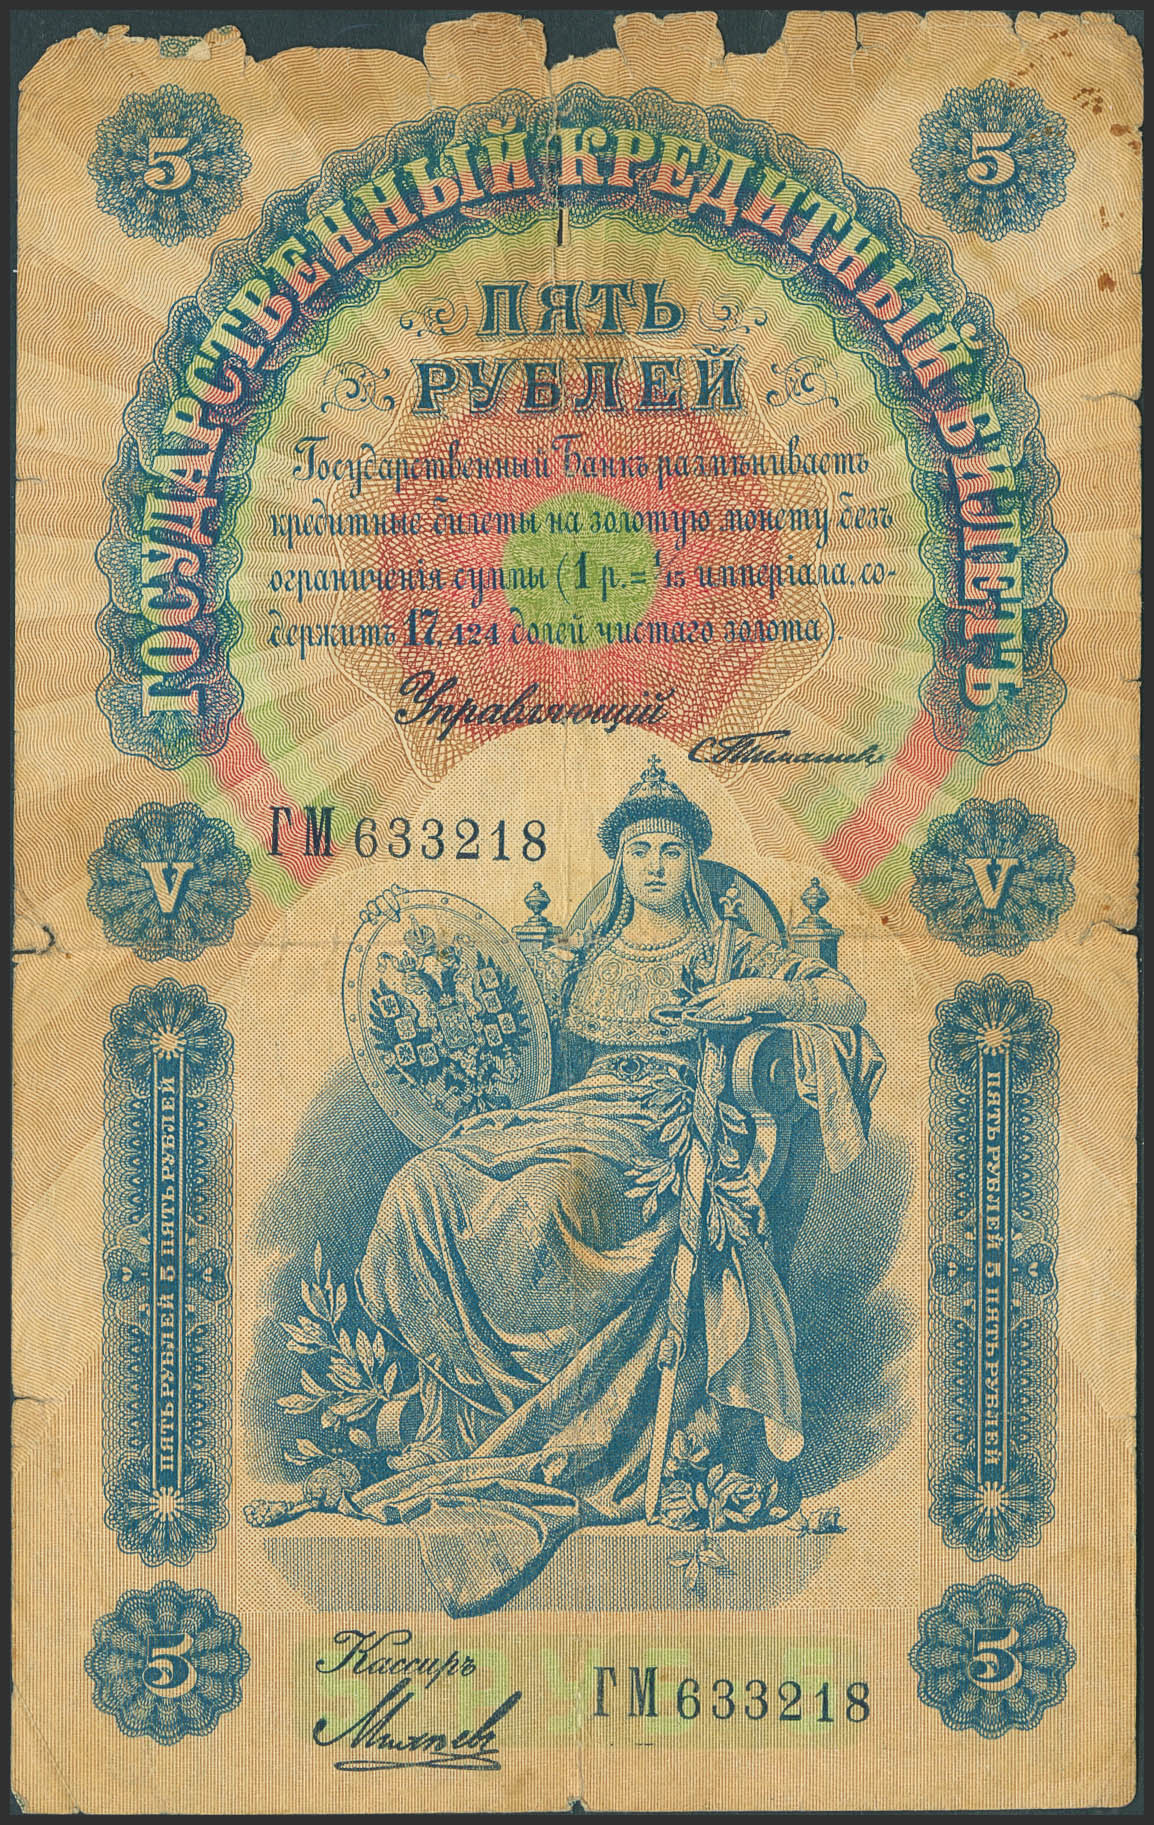 5
5
ГОСУДАРСТВЕННЫЙ КРЕДИТНЫЙ БИЛЕТЪ
ПЯТЬ
РУБЛЕЙ
Государственный Банкъ размѣниваетъ
кредитные билеты на золотую монету безъ
ограниченія суммы (1 р.= 1/15 имперіала, со-
держитъ 17,424 долей чистаго золота).
Управляющій
С. Тимашевъ
ГМ 633218
V
V
ПЯТЬ РУБЛЕЙ 5 ПЯТЬ РУБЛЕЙ
ПЯТЬ РУБЛЕЙ 5 ПЯТЬ РУБЛЕЙ
5
5
Кассиръ
ГМ 633218